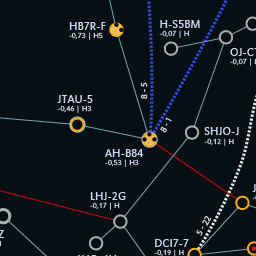 HB7R-F
-0,73 | H5
H-S5BM
-0,07 | H
OJ-C
-0,07
8 - 5
JTAU-5
-0,46 | H3
8 - 1
SHJO-J
-0,12 | H
AH-B84
-0,53 | H3
LHJ-2G
-0,17 | H
J
Z
5 - 22
DCI7-7
-0,19 | H